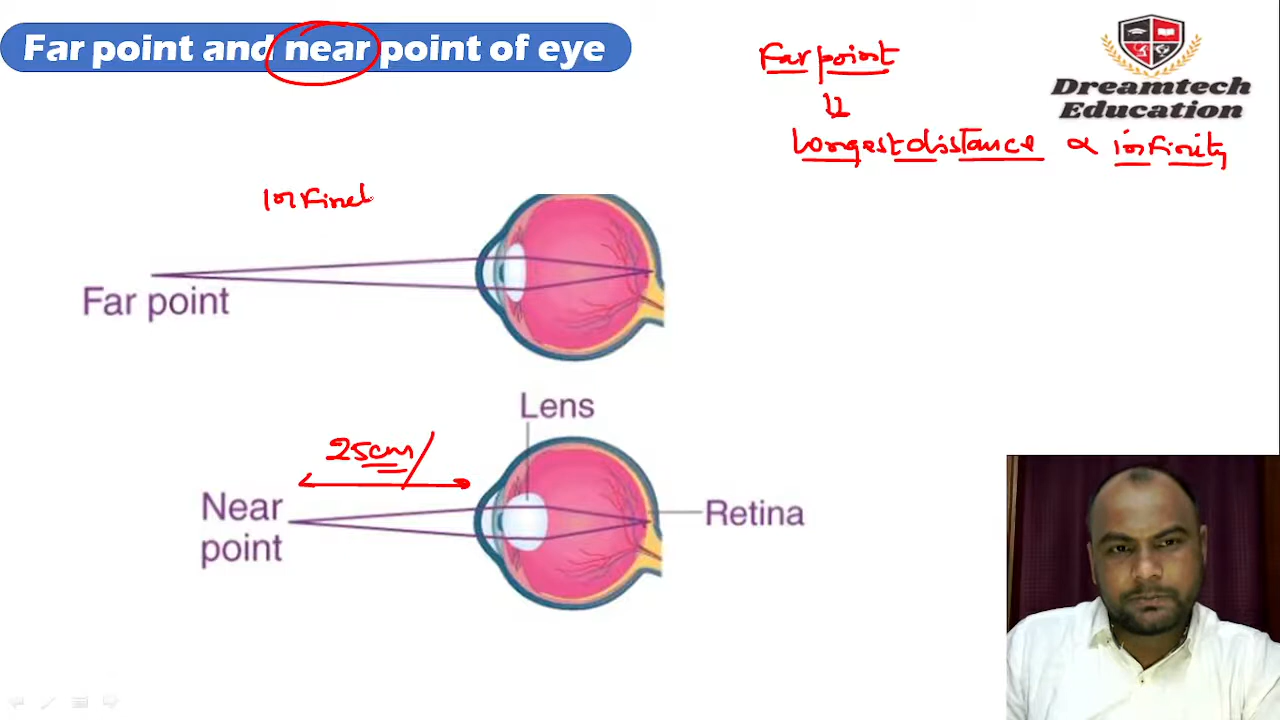 Far point and near point of eye
Far point
Longest distance ∝ infinity
Dreamtech
Education
Infinet
Far point
Lens
25cm/
Near
point
Retina